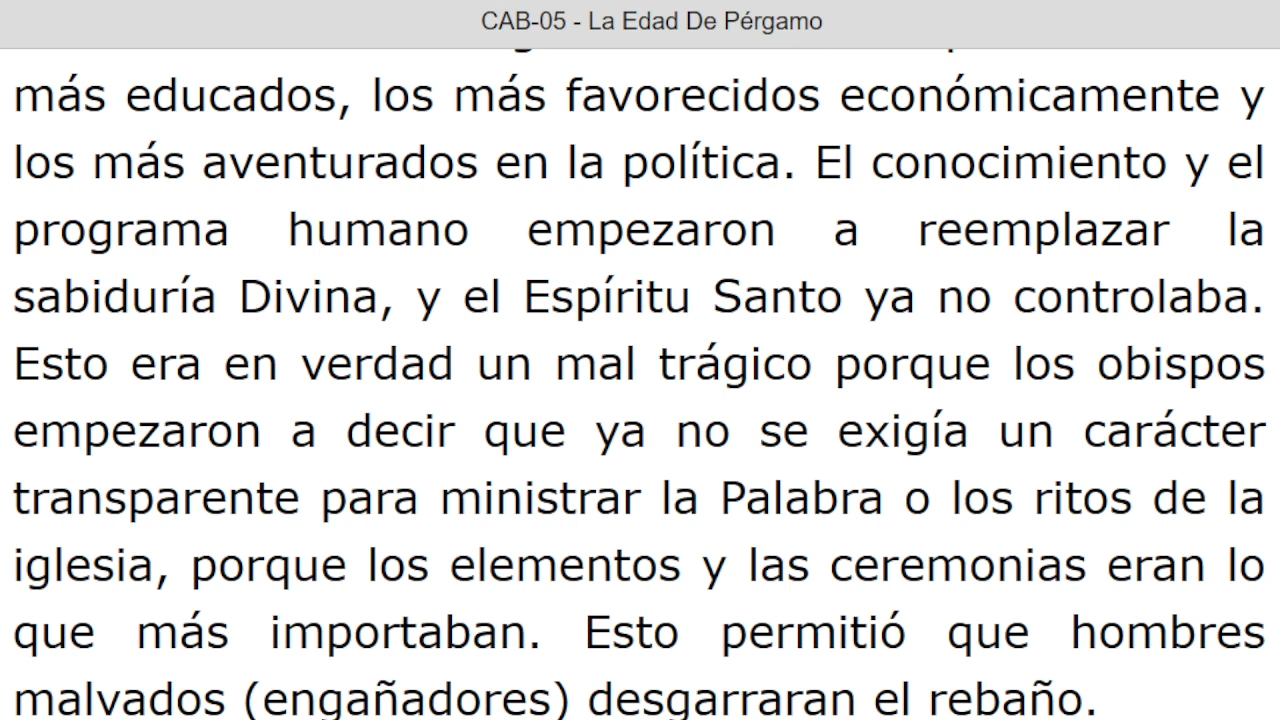 CAB-05 - La Edad De Pérgamo
más educados, los más favorecidos económicamente y
los más aventurados en la política. El conocimiento y el
programa humano empezaron a reemplazar la
sabiduría Divina, y el Espíritu Santo ya no controlaba.
Esto era en verdad un mal trágico porque los obispos
empezaron a decir que ya no se exigía un carácter
transparente para ministrar la Palabra o los ritos de la
iglesia, porque los elementos y las ceremonias eran lo
que más importaban. Esto permitió que hombres
malvados (engañadores) desgarraran el rebaño.